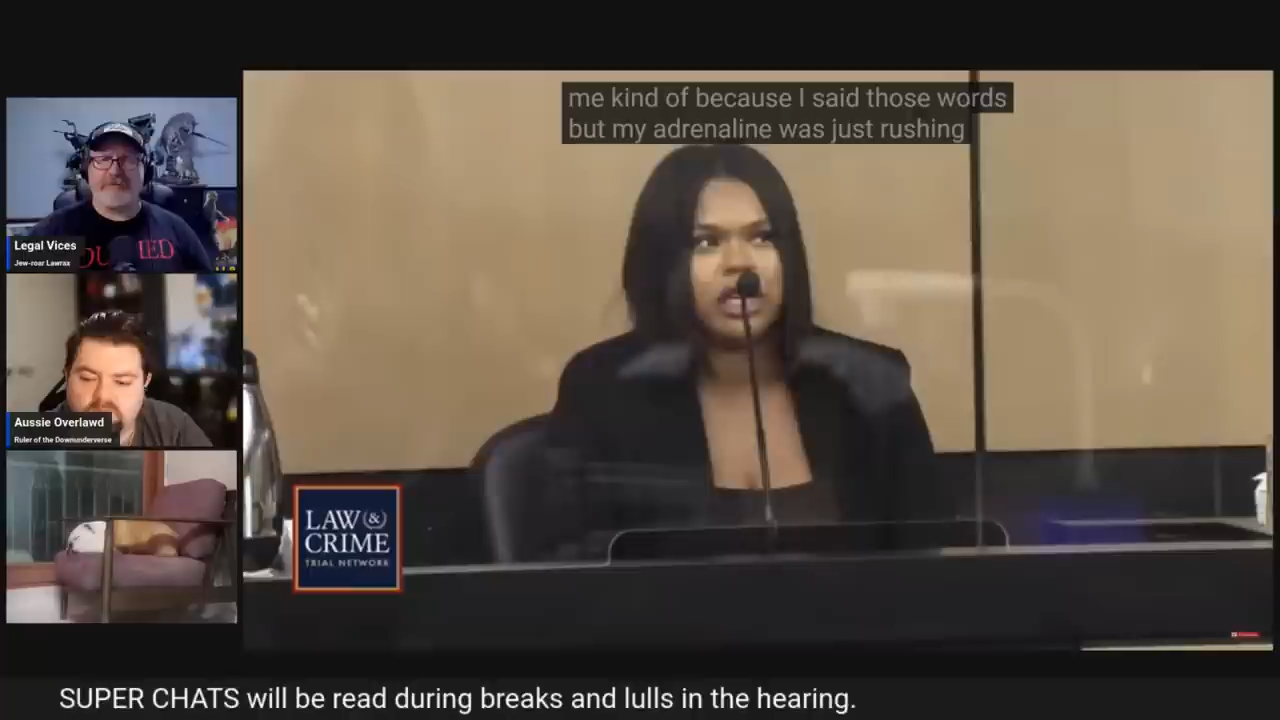 me kind of because I said those words
but my adrenaline was just rushing
Legal Vices
Jew-roar Lawrax
Aussie Overlawd
Ruler of the Downunderverse
LAW & CRIME
TRIAL NETWORK
SUPER CHATS will be read during breaks and lulls in the hearing.